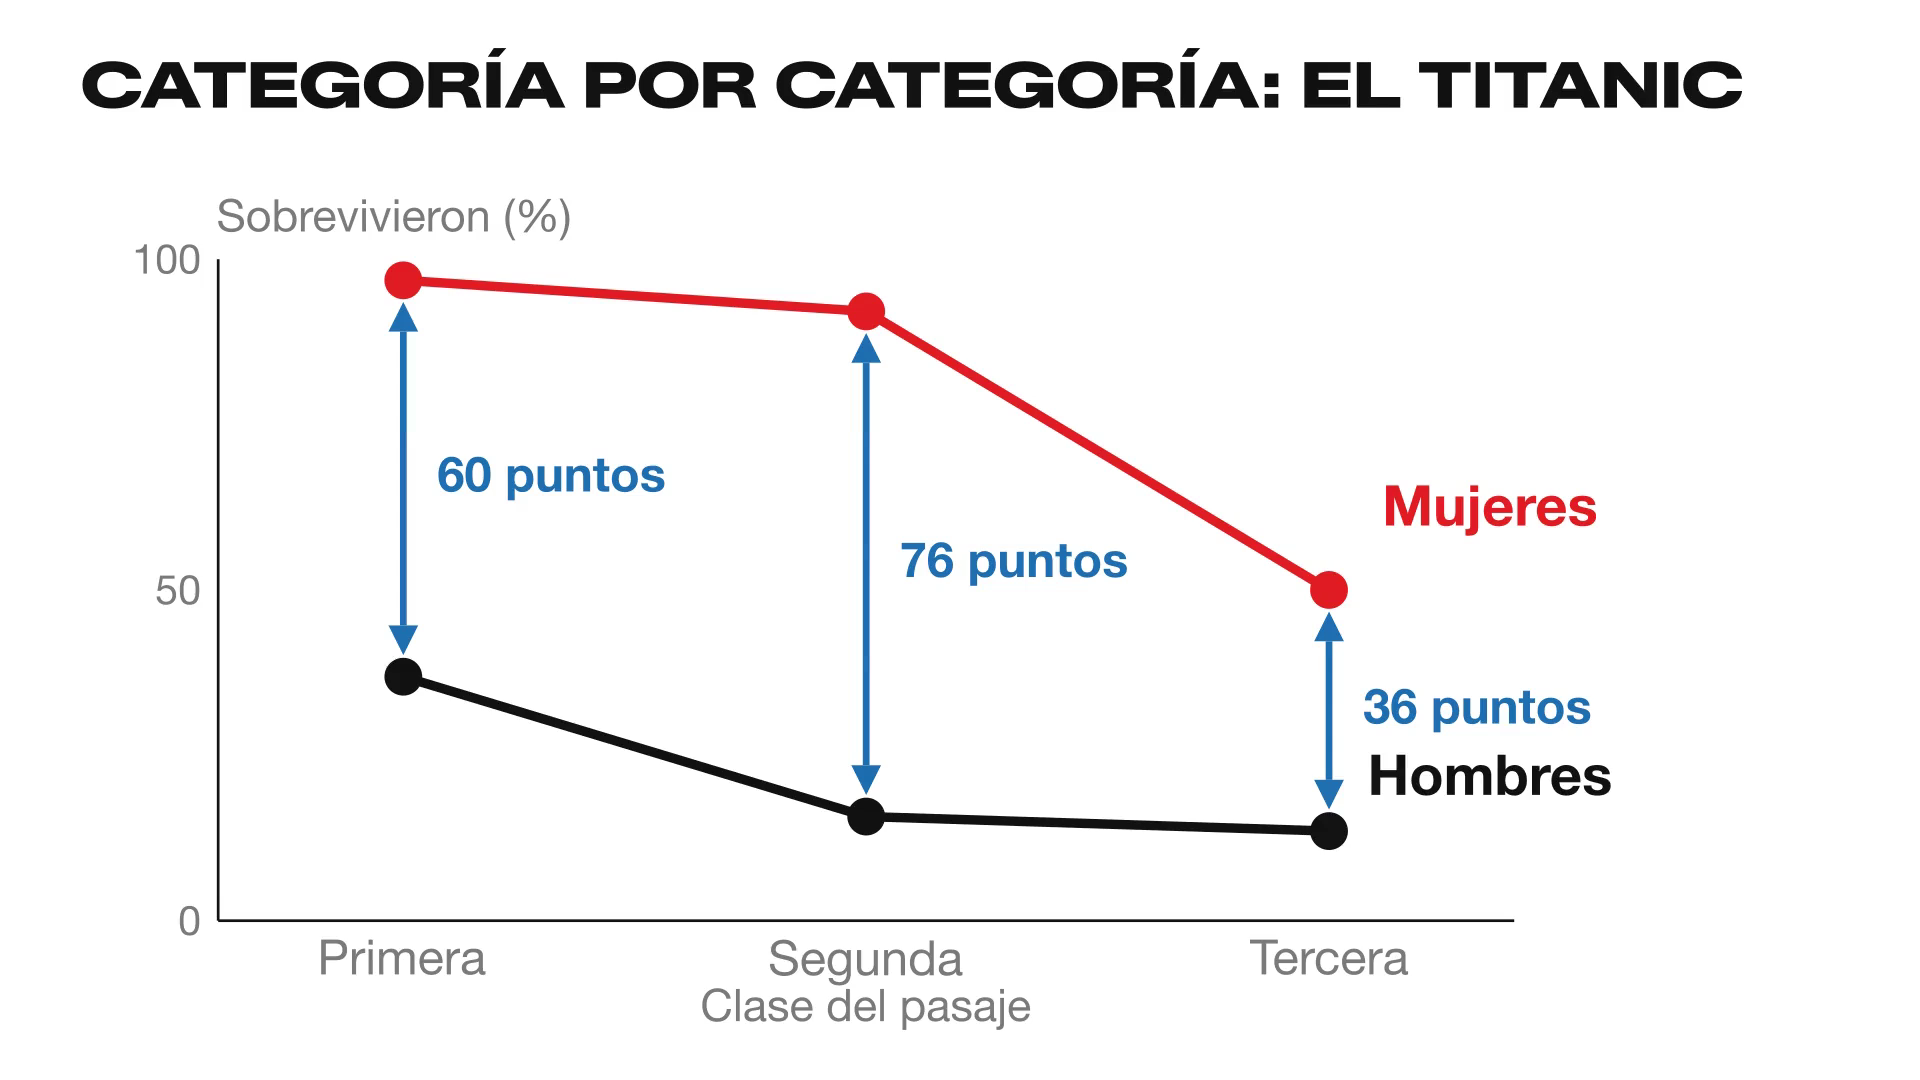 CATEGORÍA POR CATEGORÍA: EL TITANIC
Sobrevivieron (%)
100
50
0
60 puntos
76 puntos
36 puntos
Mujeres
Hombres
Primera
Segunda
Tercera
Clase del pasaje